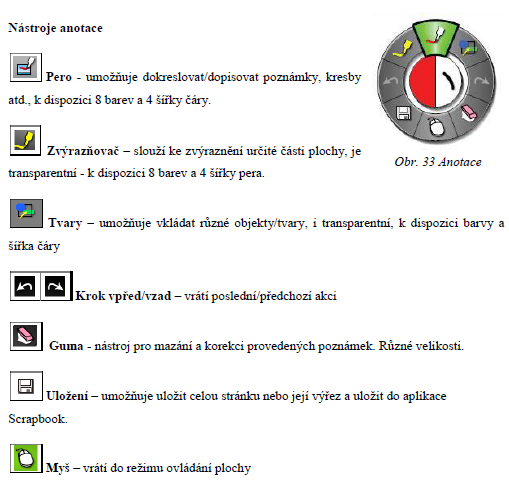 Nástroje anotace
Pero - umožňuje dokreslovat/dopisovat poznámky, kresby
atd., k dispozici 8 barev a 4 šířky čáry.
Zvýrazňovač – slouží ke zvýraznění určité části plochy, je
transparentní - k dispozici 8 barev a 4 šířky pera.
Obr. 33 Anotace
Tvary – umožňuje vkládat různé objekty/tvary, i transparentní, k dispozici barvy a
šířka čáry
Krok vpřed/vzad – vrátí poslední/předchozí akci
Guma - nástroj pro mazání a korekci provedených poznámek. Různé velikosti.
Uložení – umožňuje uložit celou stránku nebo její výřez a uložit do aplikace
Scrapbook.
Myš – vrátí do režimu ovládání plochy